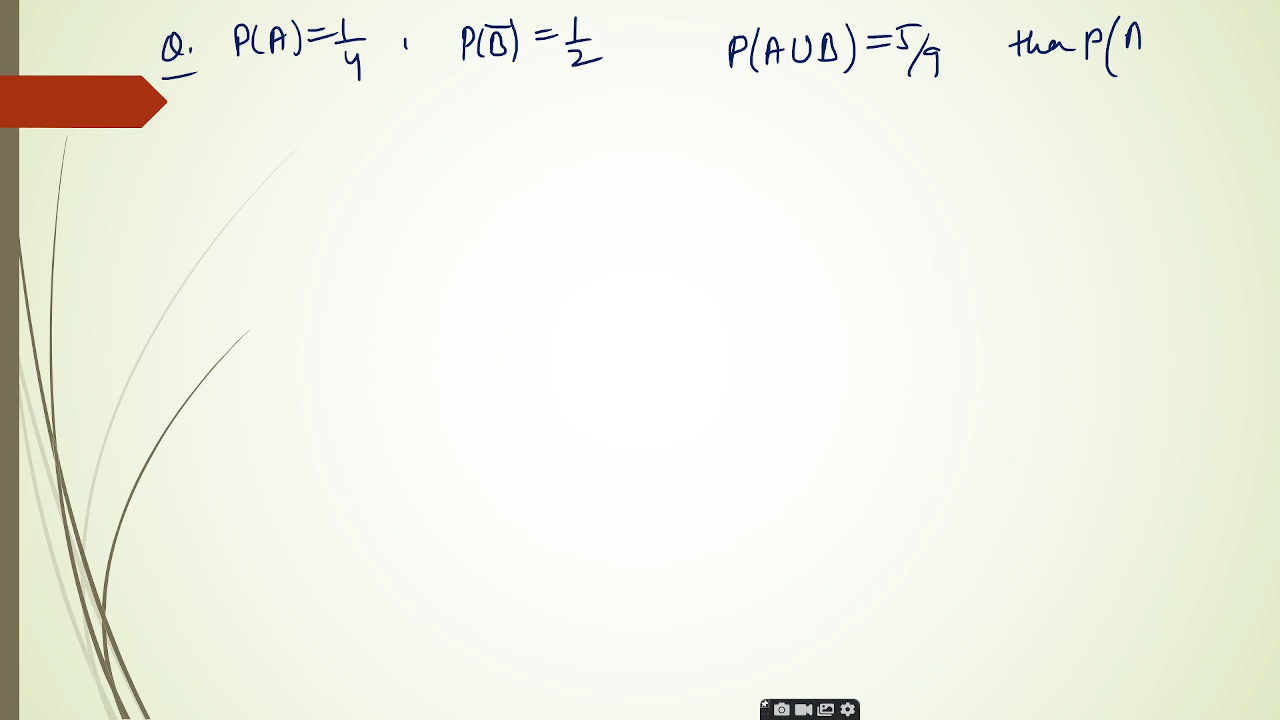 Q. P(A)=1/4, P(B̅)=1/2 P(A∪B)=5/9 then P(A